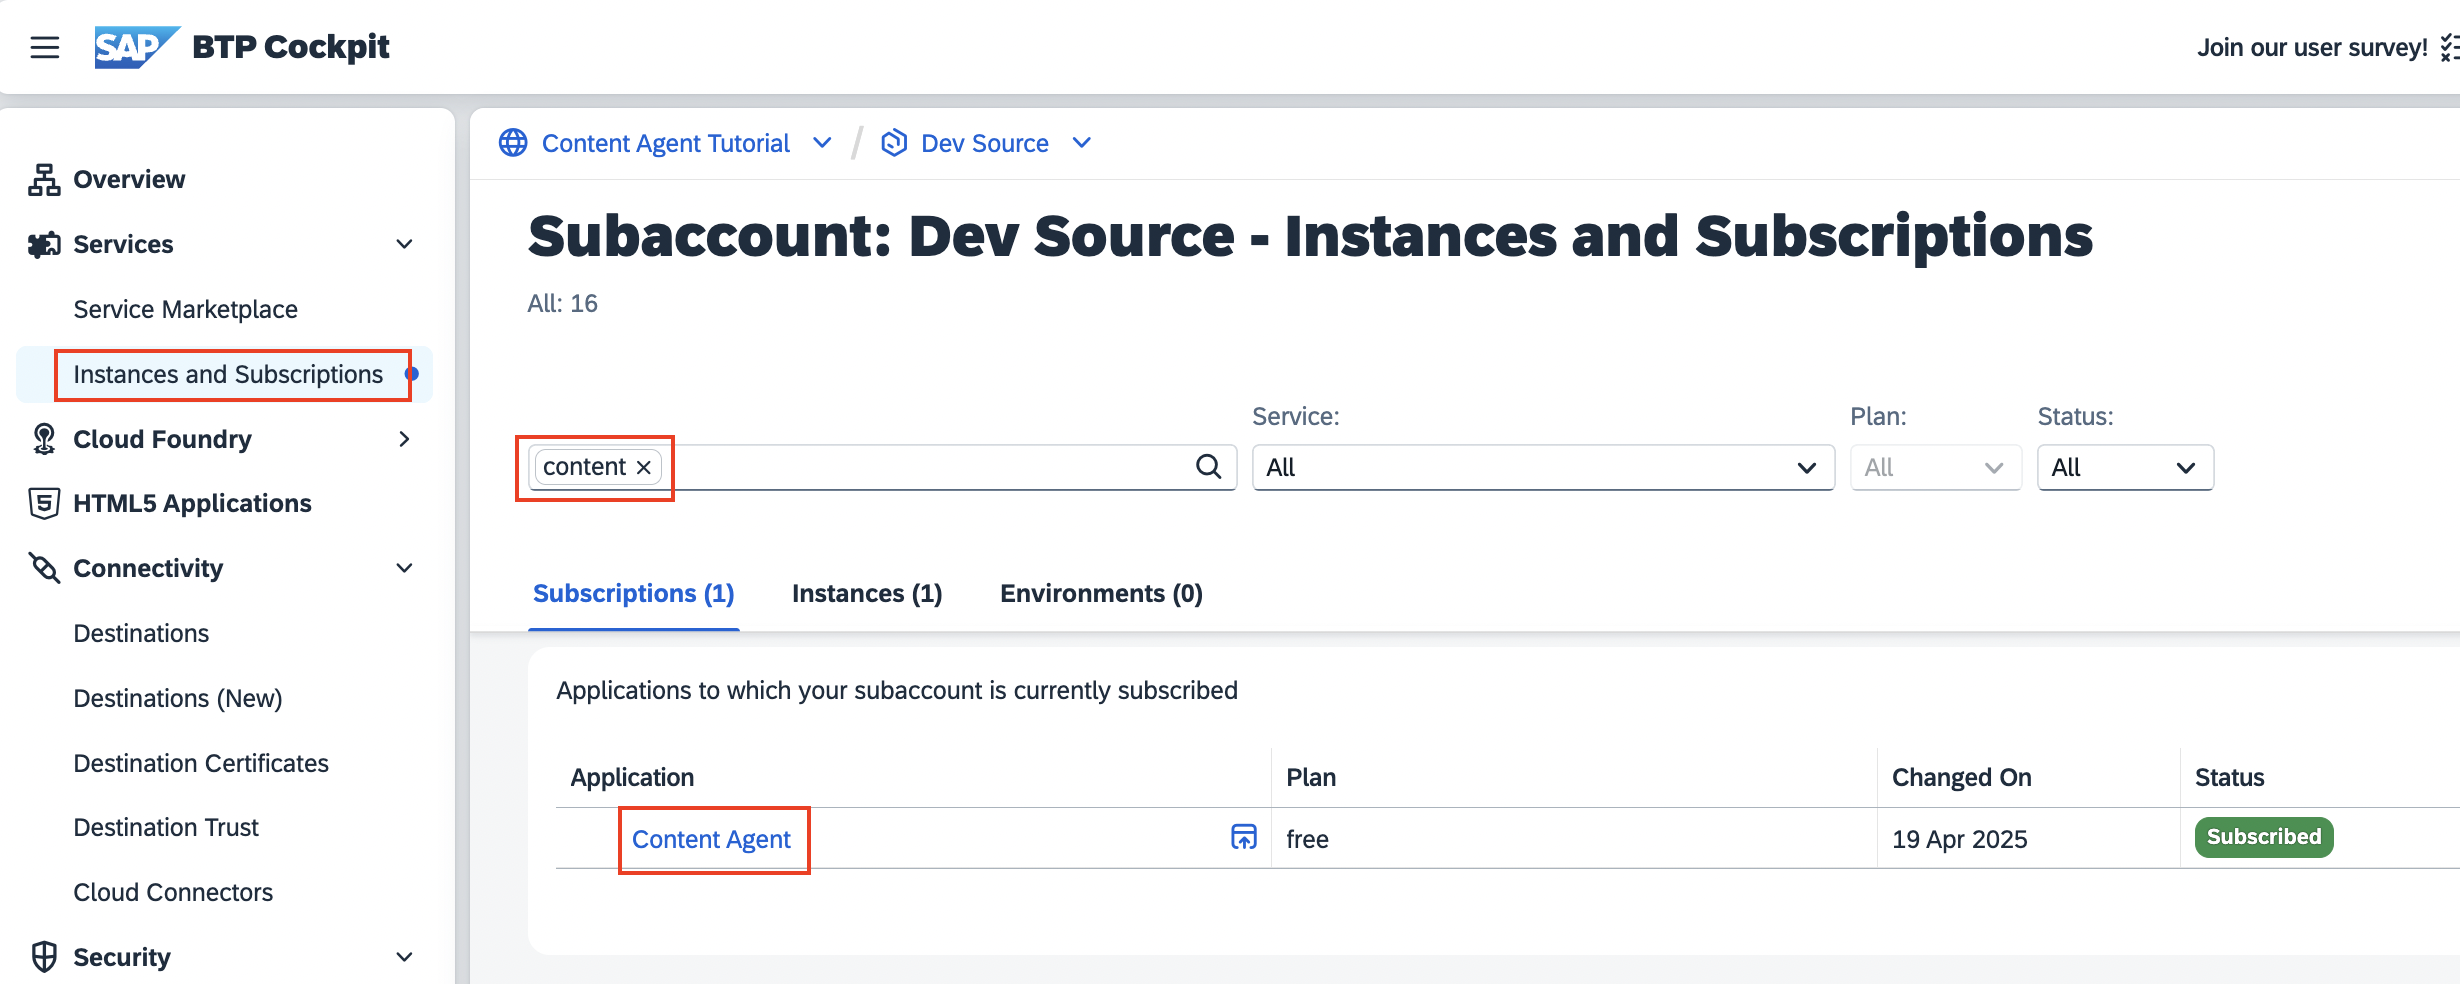 SAP BTP Cockpit
Join our user survey!
Overview
Services
Service Marketplace
Instances and Subscriptions
Cloud Foundry
HTML5 Applications
Connectivity
Destinations
Destinations (New)
Destination Certificates
Destination Trust
Cloud Connectors
Security
Content Agent Tutorial / Dev Source
Subaccount: Dev Source - Instances and Subscriptions
All: 16
Service: Plan: Status:
content All All All
Subscriptions (1) Instances (1) Environments (0)
Applications to which your subaccount is currently subscribed
Application Plan Changed On Status
Content Agent free 19 Apr 2025 Subscribed